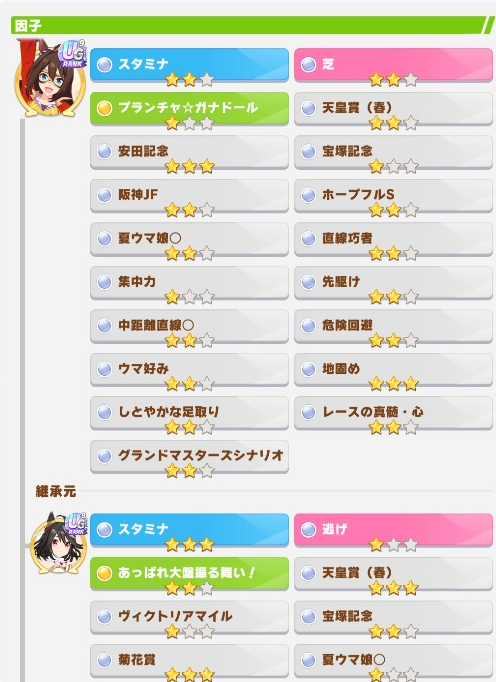 因子
UG9
RANK
スタミナ
芝
プランチャ☆ガナドール
天皇賞（春）
安田記念
宝塚記念
阪神JF
ホープフルS
夏ウマ娘○
直線巧者
集中力
先駆け
中距離直線○
危険回避
ウマ好み
地固め
しとやかな足取り
レースの真髄・心
グランドマスターズシナリオ
継承元
UG
RANK
スタミナ
逃げ
あっぱれ大盤振る舞い！
天皇賞（春）
ヴィクトリアマイル
宝塚記念
菊花賞
夏ウマ娘○